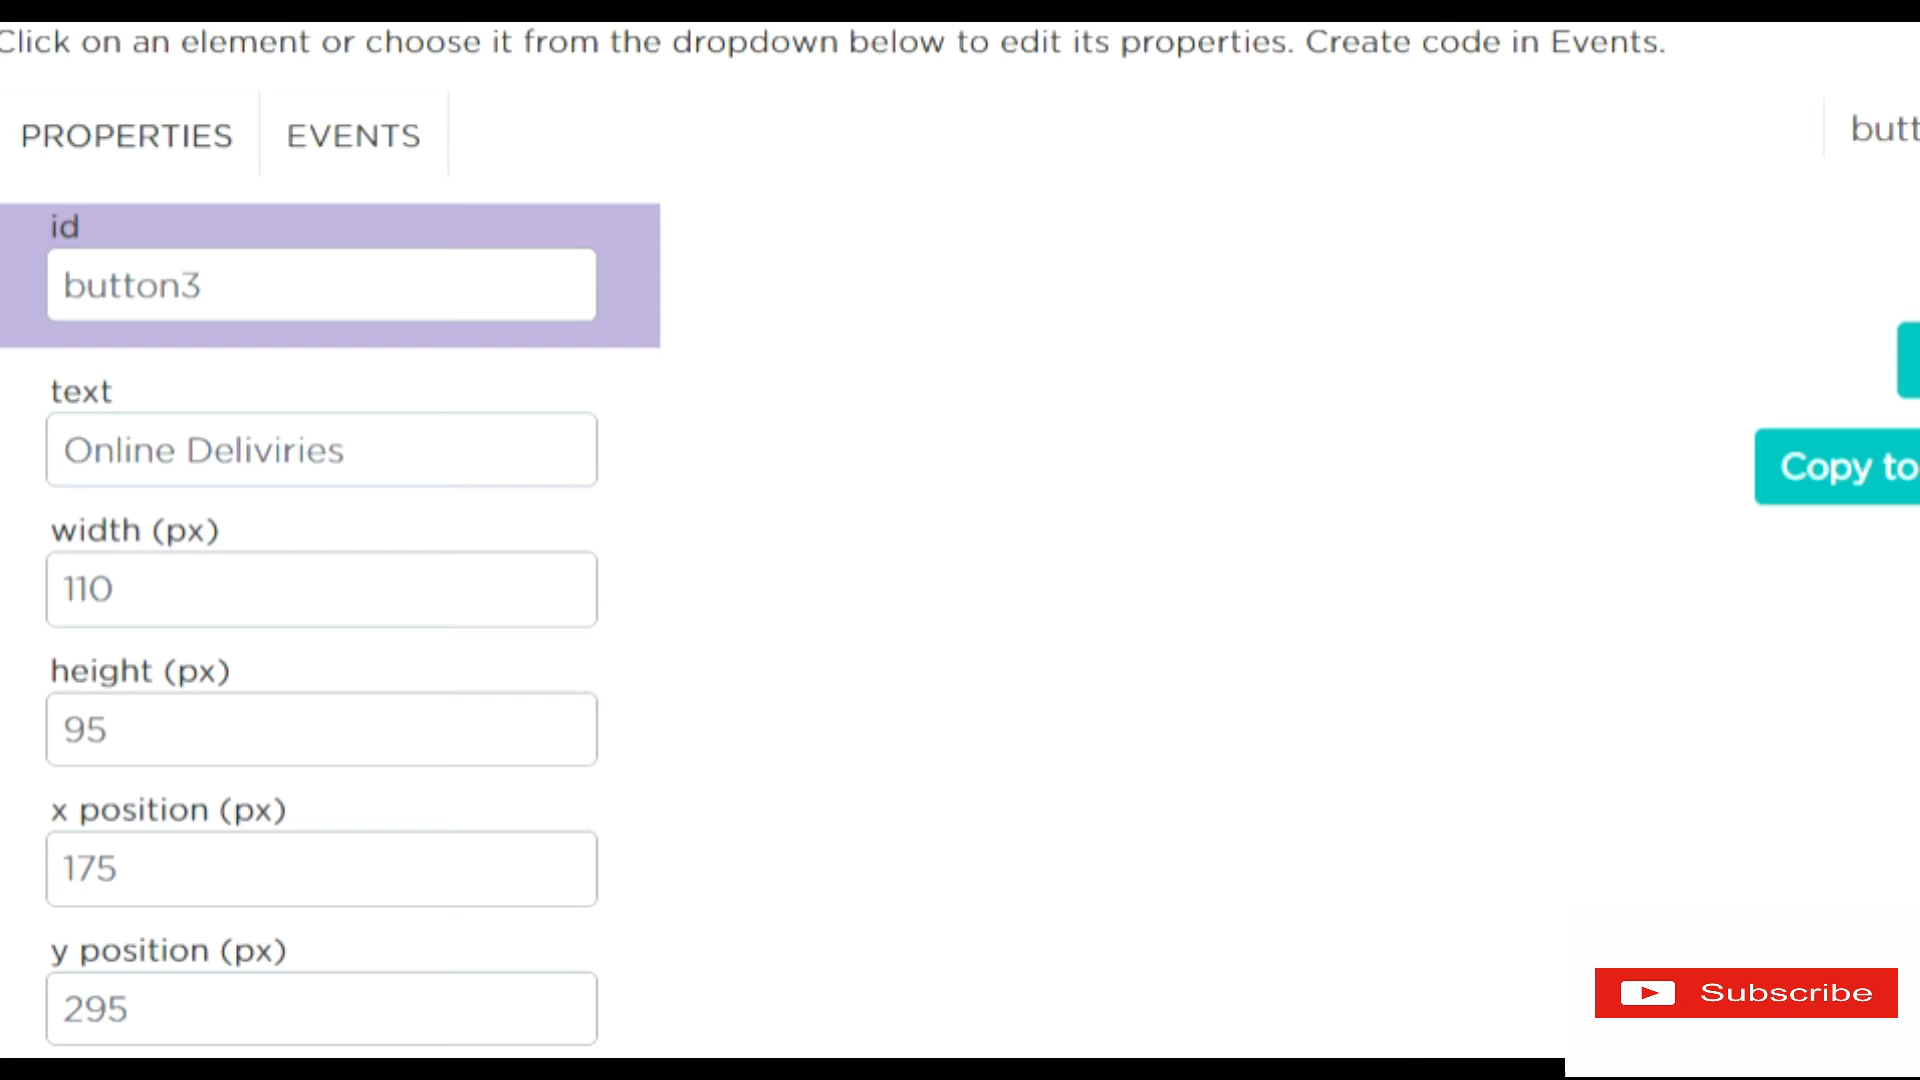 Click on an element or choose it from the dropdown below to edit its properties. Create code in Events.
PROPERTIES EVENTS
butt
id
button3
text
Online Deliviries
Copy to
width (px)
110
height (px)
95
x position (px)
175
y position (px)
295
Subscribe